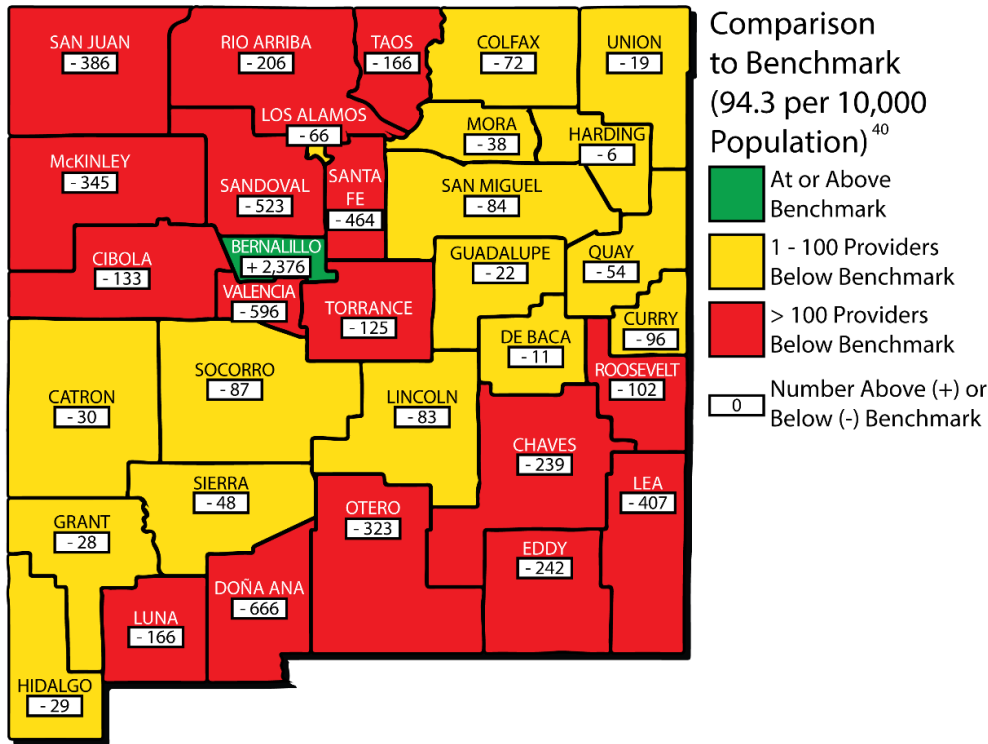 SAN JUAN
- 386
RIO ARRIBA
- 206
TAOS
- 166
COLFAX
- 72
UNION
- 19
LOS ALAMOS
- 66
MORA
- 38
HARDING
- 6
McKINLEY
- 345
SANDOVAL
- 523
SANTA
FE
- 464
SAN MIGUEL
- 84
BERNALILLO
+ 2,376
CIBOLA
- 133
VALENCIA
- 596
TORRANCE
- 125
GUADALUPE
- 22
QUAY
- 54
CURRY
- 96
DE BACA
- 11
ROOSEVELT
- 102
CATRON
- 30
SOCORRO
- 87
LINCOLN
- 83
CHAVES
- 239
LEA
- 407
SIERRA
- 48
OTERO
- 323
GRANT
- 28
EDDY
- 242
DOÑA ANA
- 666
LUNA
- 166
HIDALGO
- 29
Comparison
to Benchmark
(94.3 per 10,000
Population) 40
At or Above
Benchmark
1 - 100 Providers
Below Benchmark
> 100 Providers
Below Benchmark
0
Number Above (+) or
Below (-) Benchmark